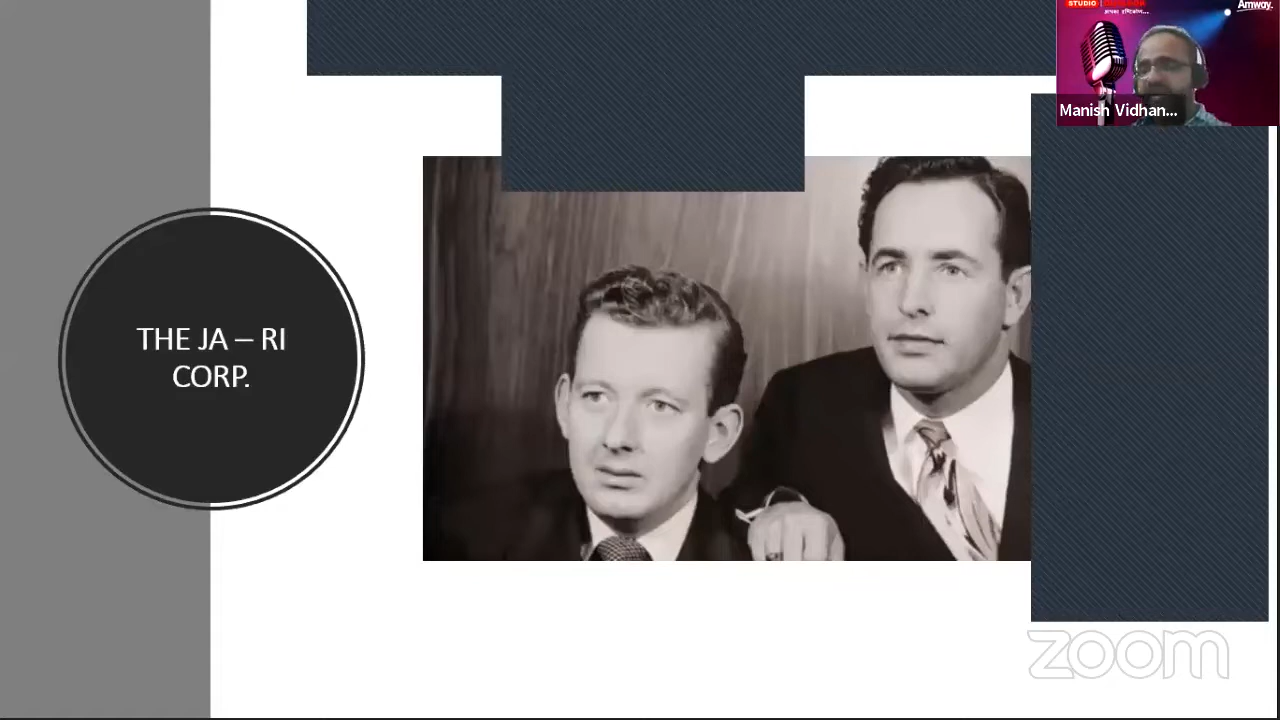 THE JA – RI
CORP.
STUDIO
Amway
Manish Vidhan...
zoom